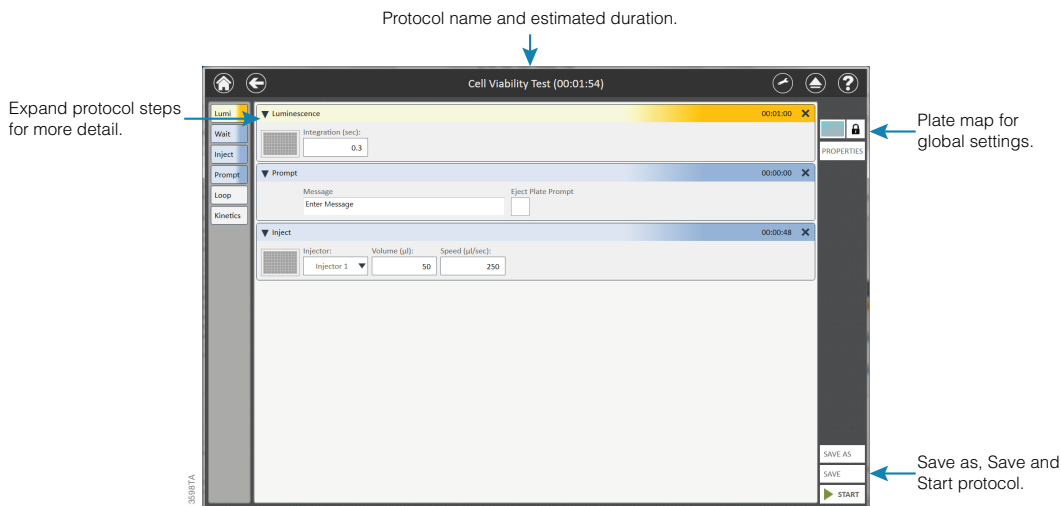 Protocol name and estimated duration.
Cell Viability Test (00:01:54)
?
Expand protocol steps
for more detail.
Lumi
Wait
Inject
Prompt
Loop
Kinetics
Luminescence
00:01:00
Integration (sec):
0.3
Prompt
00:00:00
Message
Enter Message
Eject Plate Prompt
Inject
00:00:48
Injector: Volume (µl): Speed (µl/sec):
Injector 1 50 250
Plate map for
global settings.
PROPERTIES
SAVE AS
SAVE
START
Save as, Save and
Start protocol.
3598TA